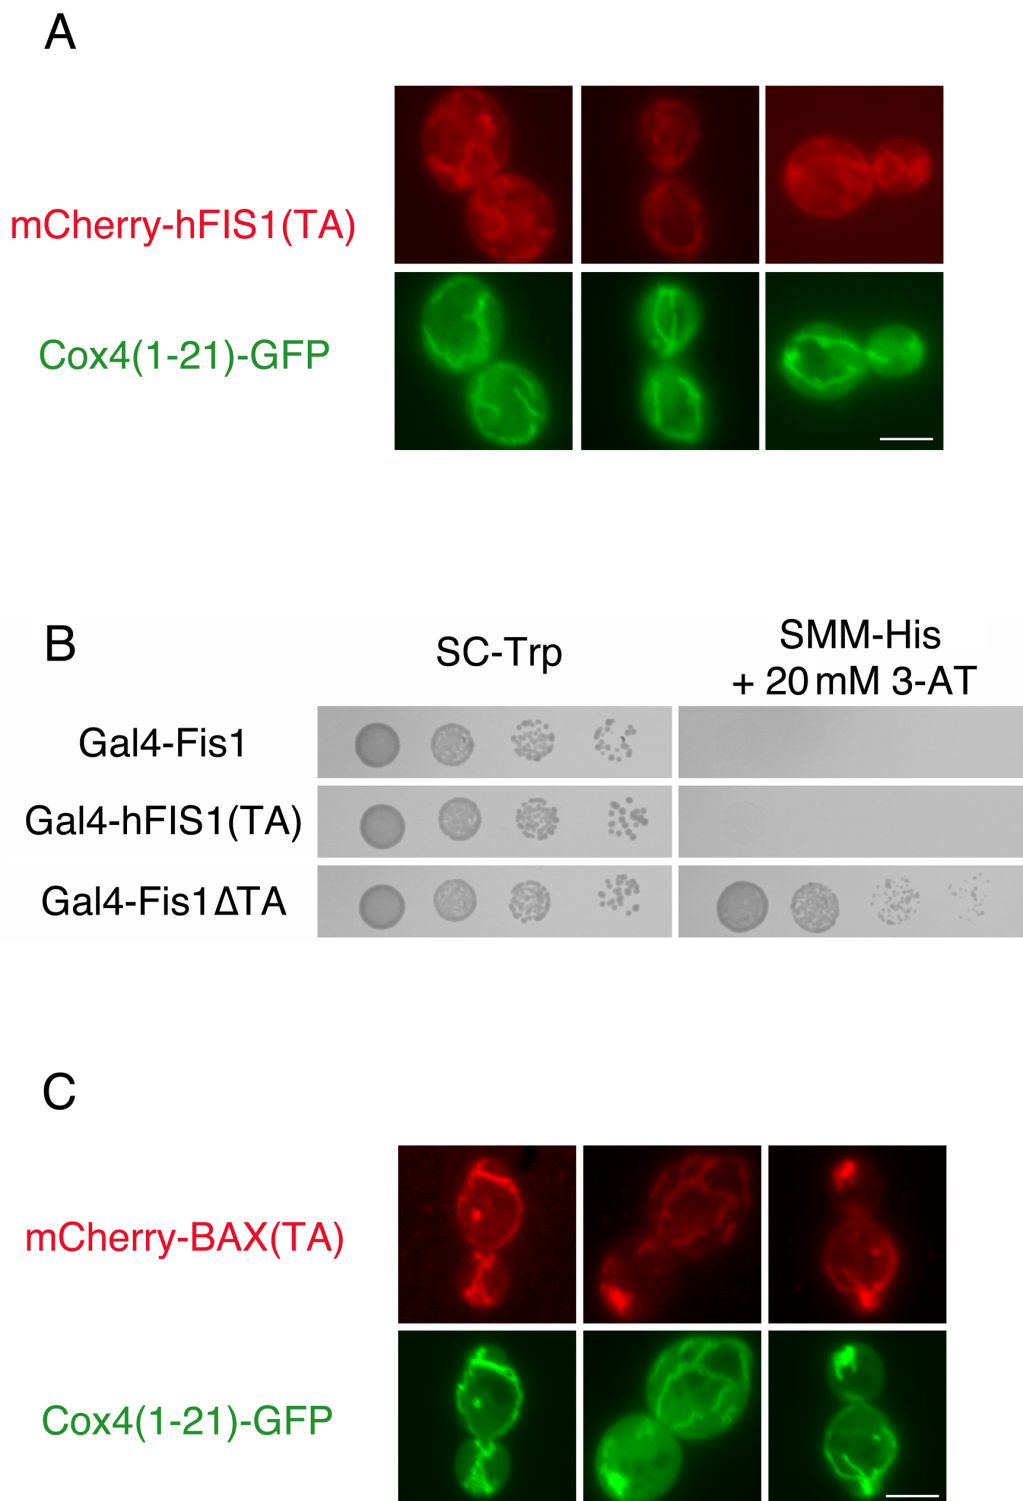 A
mCherry-hFIS1(TA)
Cox4(1-21)-GFP
B
SC-Trp
SMM-His
+ 20 mM 3-AT
Gal4-Fis1
Gal4-hFIS1(TA)
Gal4-Fis1ΔTA
C
mCherry-BAX(TA)
Cox4(1-21)-GFP